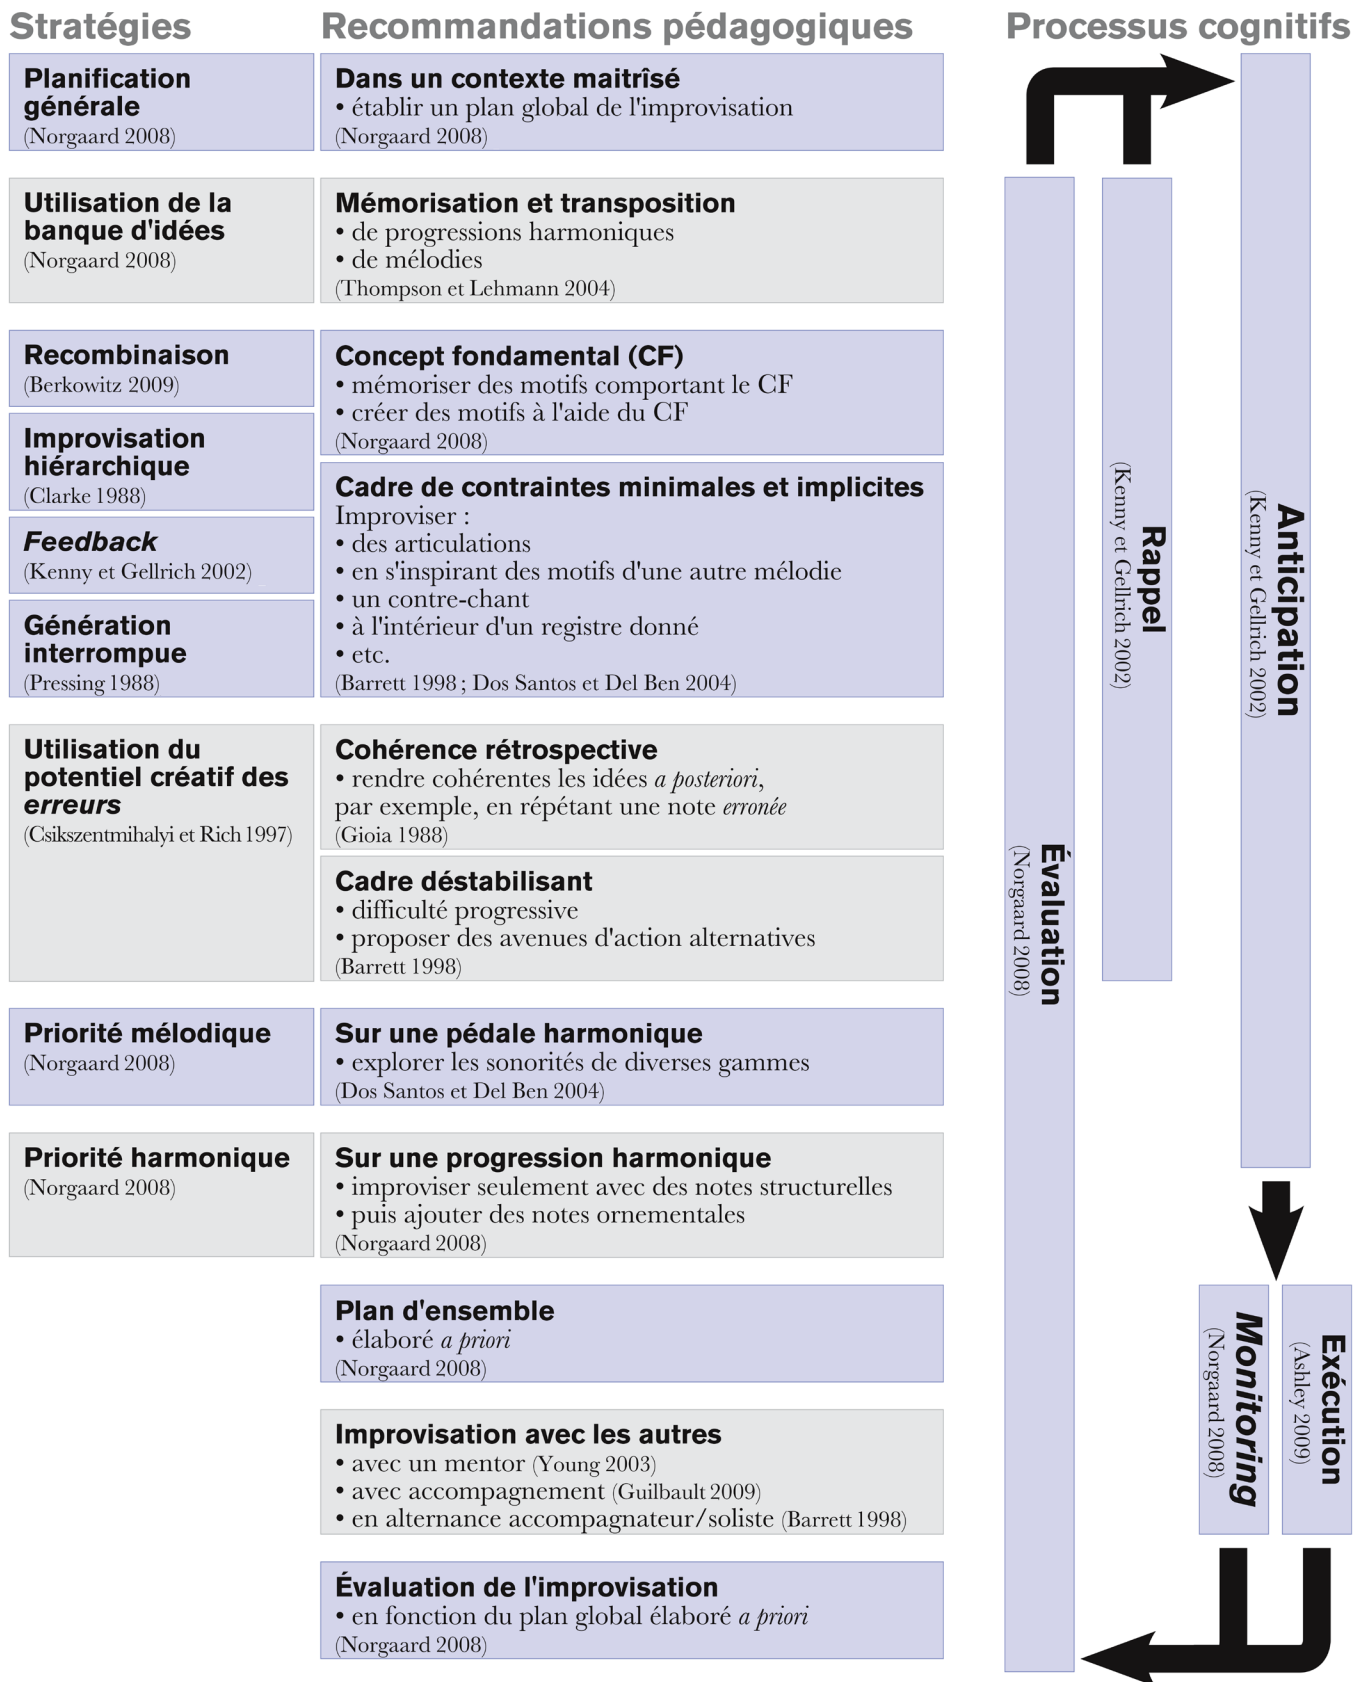 Stratégies
Recommandations pédagogiques
Processus cognitifs
Planification
générale
(Norgaard 2008)
Dans un contexte maitrîsé
• établir un plan global de l'improvisation
(Norgaard 2008)
Utilisation de la
banque d'idées
(Norgaard 2008)
Mémorisation et transposition
• de progressions harmoniques
• de mélodies
(Thompson et Lehmann 2004)
Recombinaison
(Berkowitz 2009)
Improvisation
hiérarchique
(Clarke 1988)
Feedback
(Kenny et Gellrich 2002)
Génération
interrompue
(Pressing 1988)
Concept fondamental (CF)
• mémoriser des motifs comportant le CF
• créer des motifs à l'aide du CF
(Norgaard 2008)
Cadre de contraintes minimales et implicites
Improviser :
• des articulations
• en s'inspirant des motifs d'une autre mélodie
• un contre-chant
• à l'intérieur d'un registre donné
• etc.
(Barrett 1998 ; Dos Santos et Del Ben 2004)
Utilisation du
potentiel créatif des
erreurs
(Csikszentmihalyi et Rich 1997)
Cohérence rétrospective
• rendre cohérentes les idées a posteriori,
par exemple, en répétant une note erronée
(Gioia 1988)
Cadre déstabilisant
• difficulté progressive
• proposer des avenues d'action alternatives
(Barrett 1998)
Priorité mélodique
(Norgaard 2008)
Sur une pédale harmonique
• explorer les sonorités de diverses gammes
(Dos Santos et Del Ben 2004)
Priorité harmonique
(Norgaard 2008)
Sur une progression harmonique
• improviser seulement avec des notes structurelles
• puis ajouter des notes ornementales
(Norgaard 2008)
Plan d'ensemble
• élaboré a priori
(Norgaard 2008)
Improvisation avec les autres
• avec un mentor (Young 2003)
• avec accompagnement (Guilbault 2009)
• en alternance accompagnateur/soliste (Barrett 1998)
Évaluation de l'improvisation
• en fonction du plan global élaboré a priori
(Norgaard 2008)
Évaluation
(Norgaard 2008)
Rappel
(Kenny et Gellrich 2002)
Anticipation
(Kenny et Gellrich 2002)
Monitoring
(Norgaard 2008)
Exécution
(Ashley 2009)